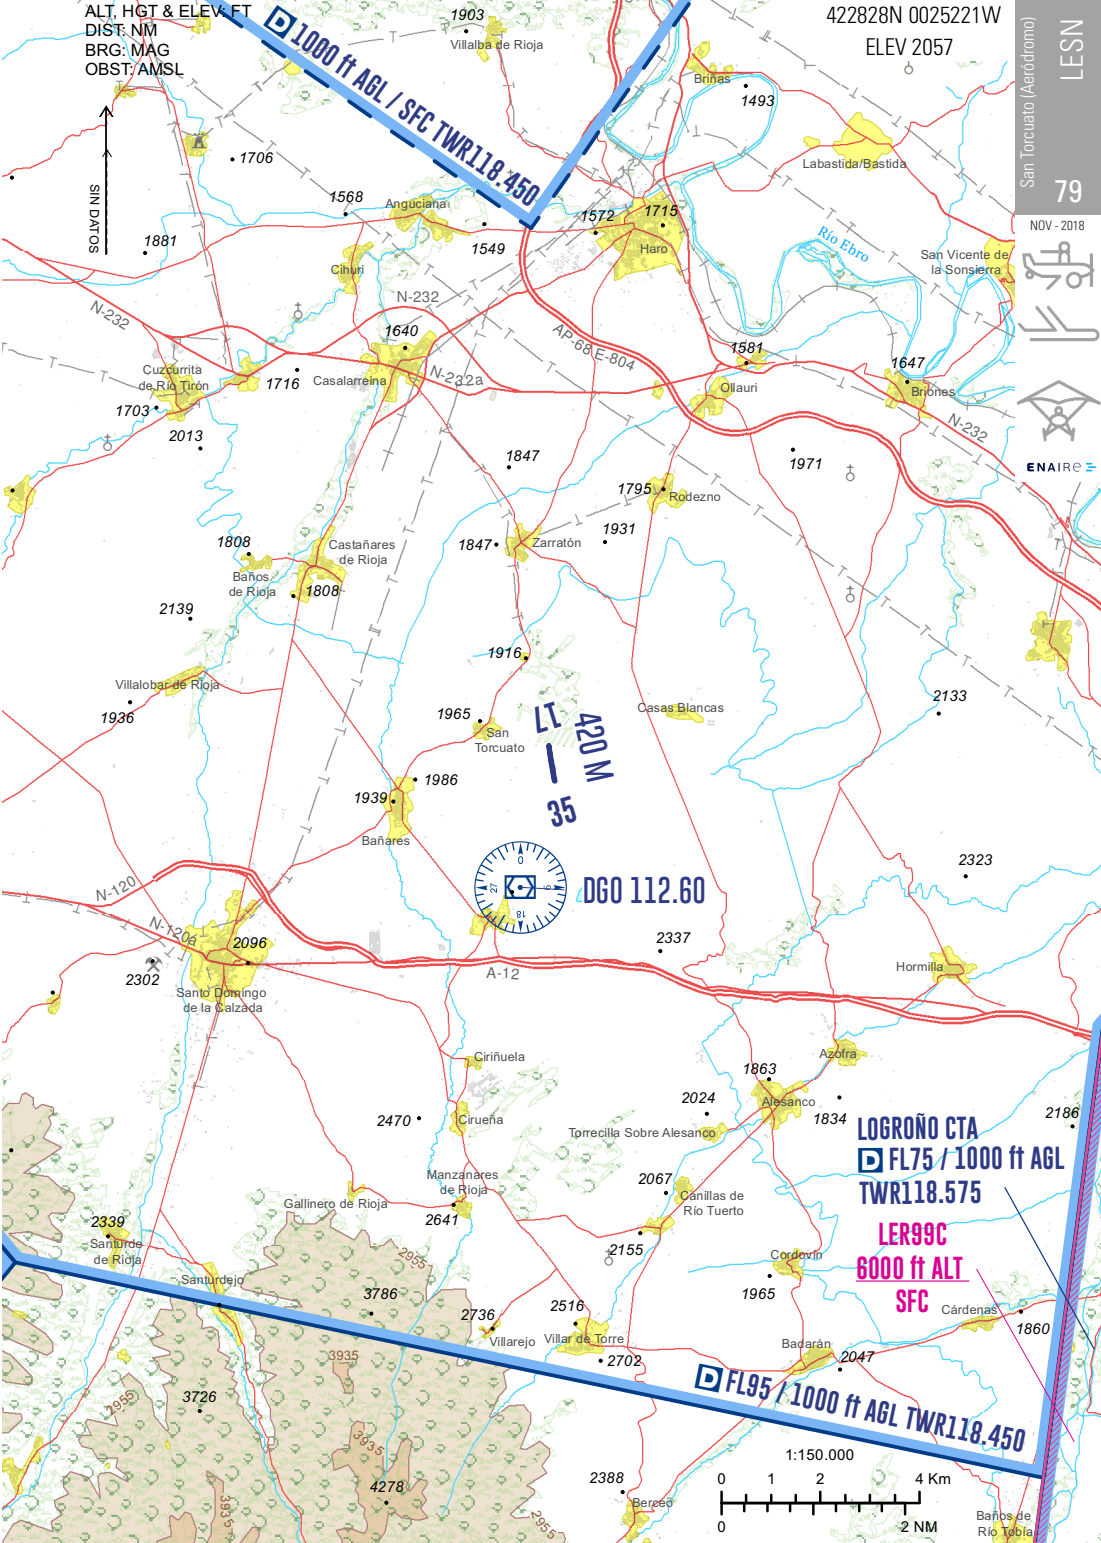 ALT, HGT & ELEV: FT
DIST: NM
BRG: MAG
OBST: AMSL
SIN DATOS
422828N 0025221W
ELEV 2057
San Torcuato (Aeródromo)
LESN
79
NOV - 2018
ENAIRe
D 1000 ft AGL / SFC TWR118.450
1903
Villalba de Rioja
Briñas
1493
Labastida/Bastida
1706
1568
Anguciana
1881
1549
1572
1715
Haro
Río Ebro
San Vicente de
la Sonsierra
Cihuri
N-232
N-232
1640
AP-68 E-804
1581
1647
Cuzcurrita
de Río Tirón
1716
Casalarreina
N-232a
Ollauri
Briones
1703
2013
N-232
1847
1971
1795
Rodezno
1808
Castañares
de Rioja
1847
Zarratón
1931
Baños
de Rioja
1808
2139
1916
Villalobar de Rioja
1936
1965
San
Torcuato
17
420 M
35
Casas Blancas
2133
1986
1939
Bañares
2323
0
9
18
27
DGO 112.60
N-120
N-120a
2096
2302
Santo Domingo
de la Calzada
A-12
2337
Hormilla
Ciriñuela
Azofra
1863
2470
Cirueña
2024
Alesanco
1834
2186
Torrecilla Sobre Alesanco
LOGROÑO CTA
D FL75 / 1000 ft AGL
TWR118.575
Manzanares
de Rioja
Gallinero de Rioja
2641
2067
Canillas de
Río Tuerto
LER99C
6000 ft ALT
SFC
2339
Santurde
de Rioja
2955
2155
Cordovín
Santurdejo
3786
2736
Villarejo
2516
Villar de Torre
1965
Cárdenas
1860
3935
2702
Badarán
2047
3726
2955
D FL95 / 1000 ft AGL TWR118.450
3935
4278
3935
2955
2388
Berceo
1:150.000
0 1 2 4 Km
0 2 NM
Baños de
Río Tobía